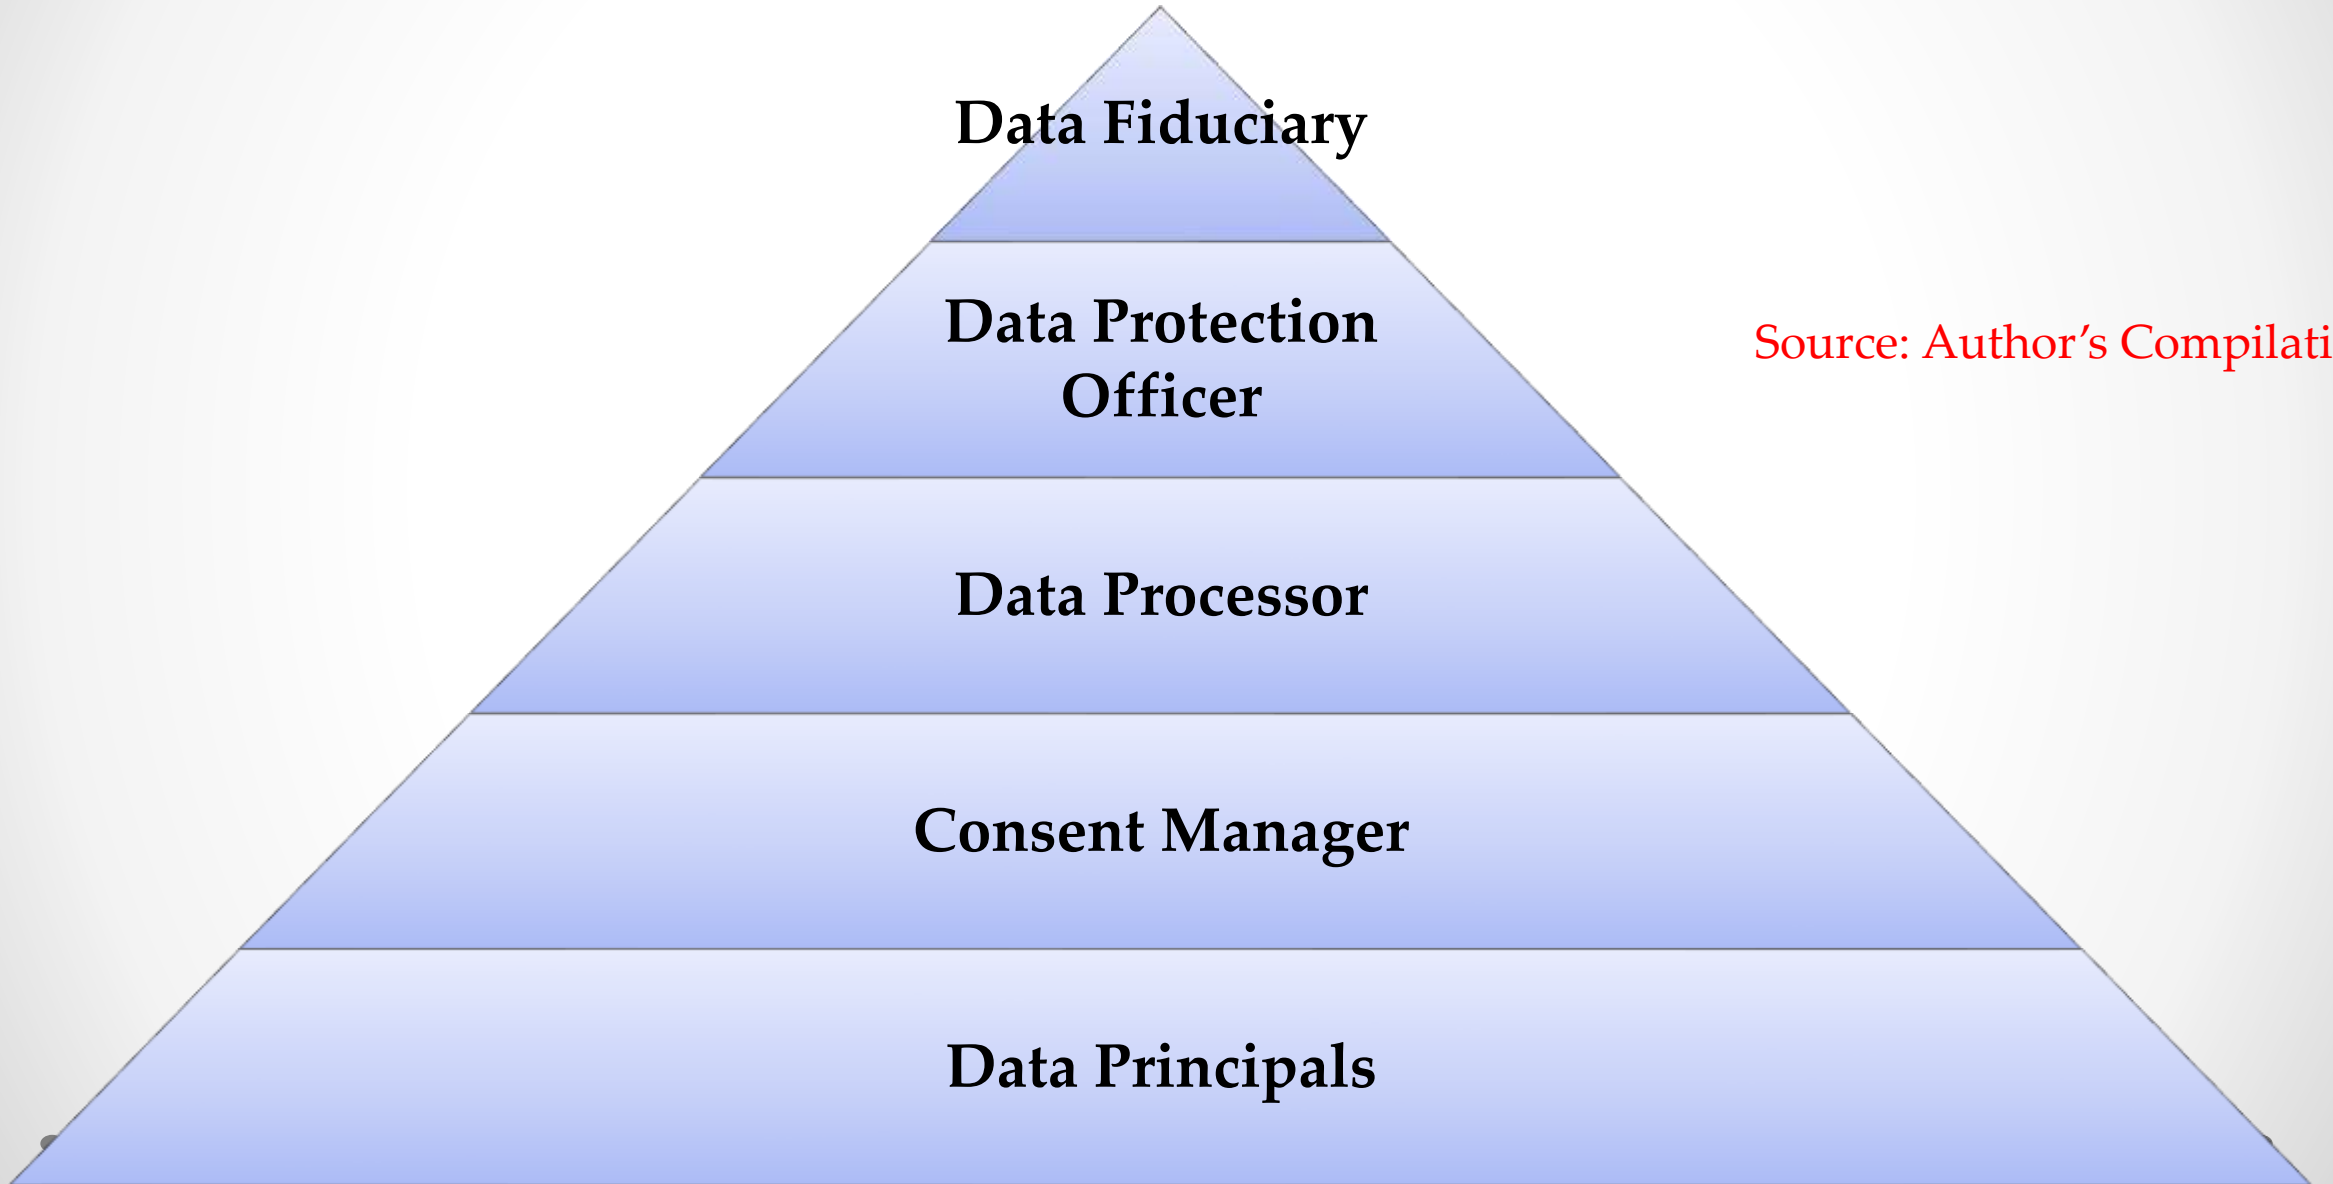 Data Fiduciary
Data Protection
Officer
Source: Author’s Compilati
Data Processor
Consent Manager
Data Principals